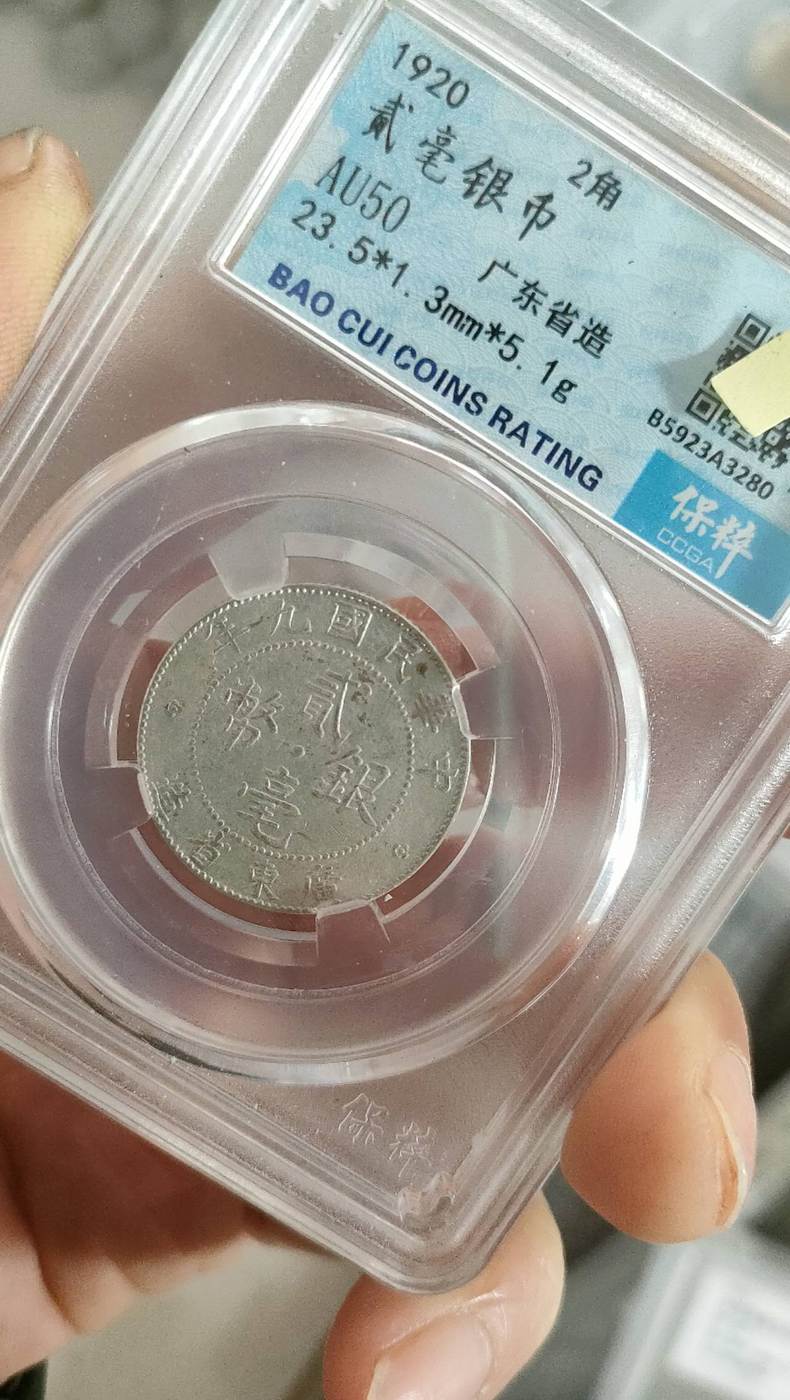 1920
貳毫银币 2角
AU50 广东省造
23.5*1.3mm*5.1g
BAO CUI COINS RATING
B5923A3280
保粹
CCGA
中華民國九年
貳毫銀幣
廣東省造
保粹